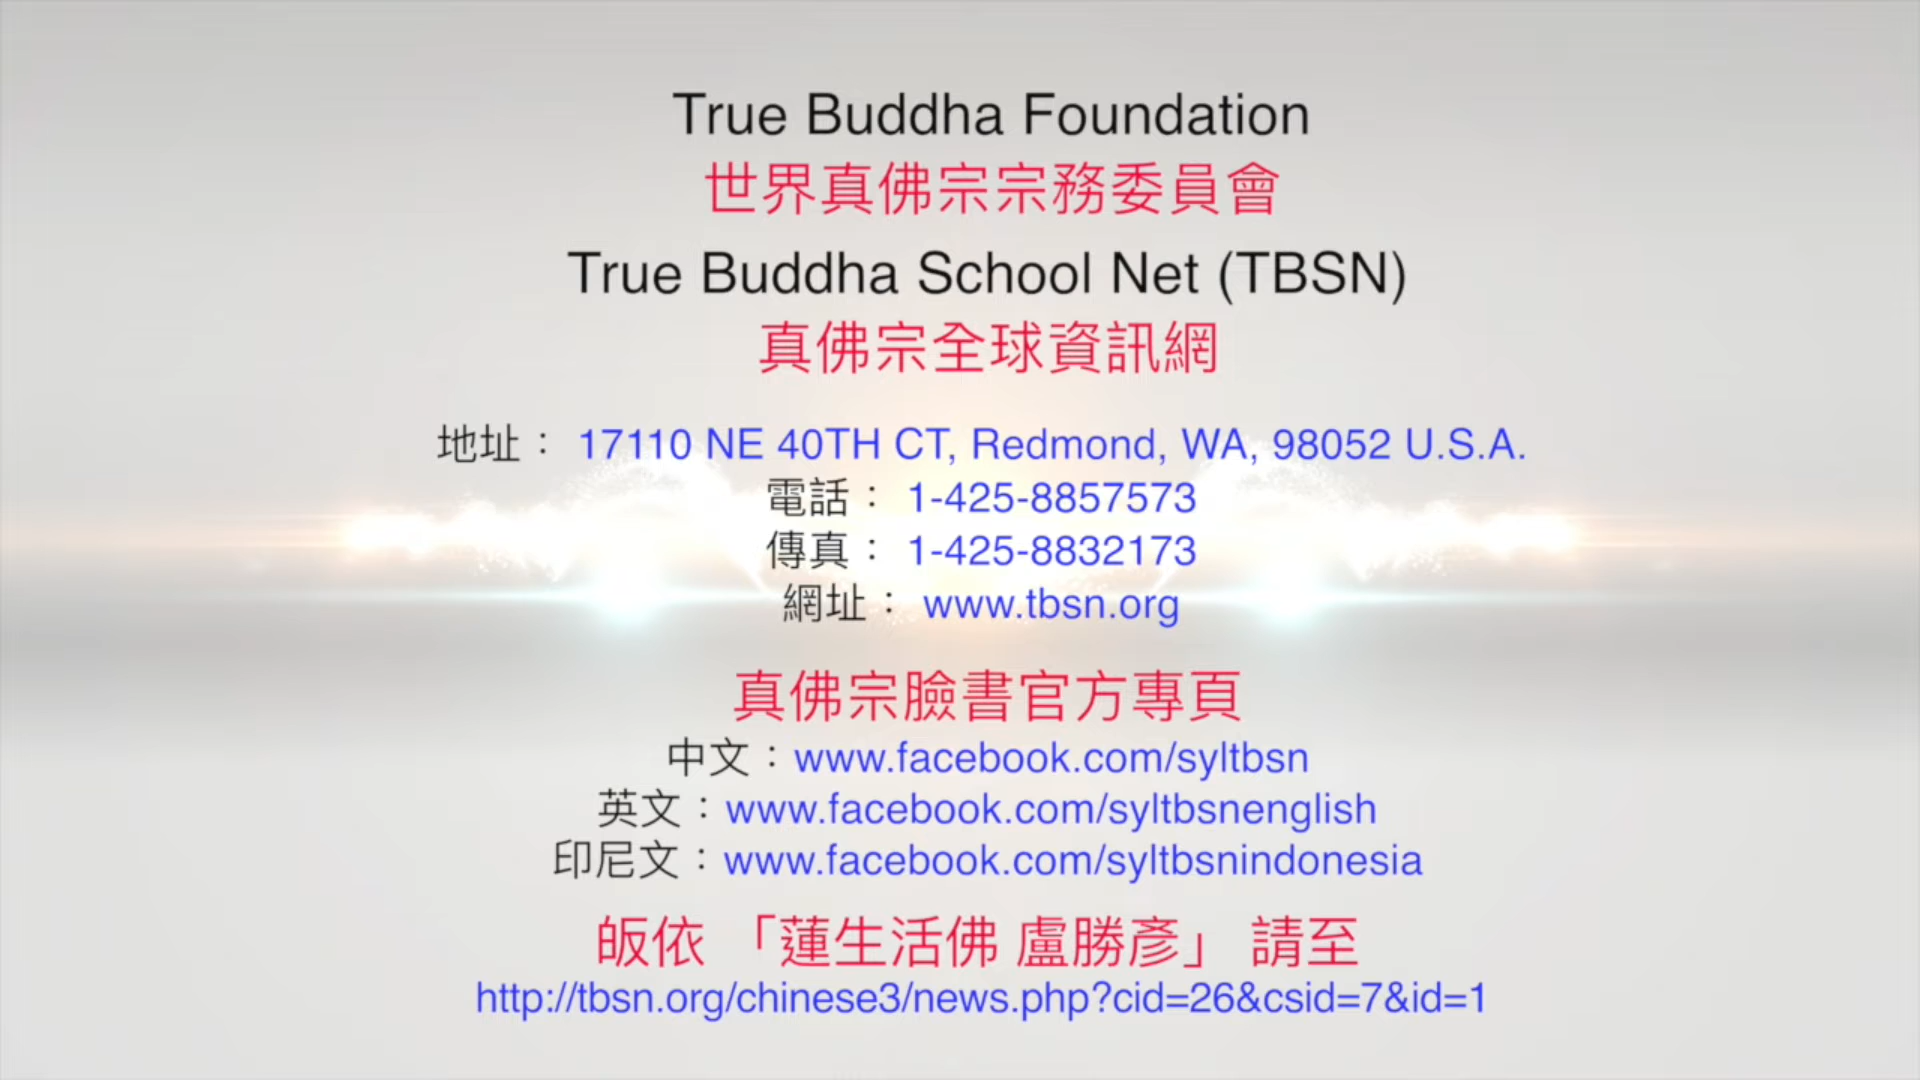 True Buddha Foundation
世界真佛宗宗務委員會
True Buddha School Net (TBSN)
真佛宗全球資訊網
地址： 17110 NE 40TH CT, Redmond, WA, 98052 U.S.A.
電話： 1-425-8857573
傳真： 1-425-8832173
網址： www.tbsn.org
真佛宗臉書官方專頁
中文：www.facebook.com/syltbsn
英文：www.facebook.com/syltbsnenglish
印尼文：www.facebook.com/syltbsnindonesia
皈依 「蓮生活佛 盧勝彥」 請至
http://tbsn.org/chinese3/news.php?cid=26&csid=7&id=1